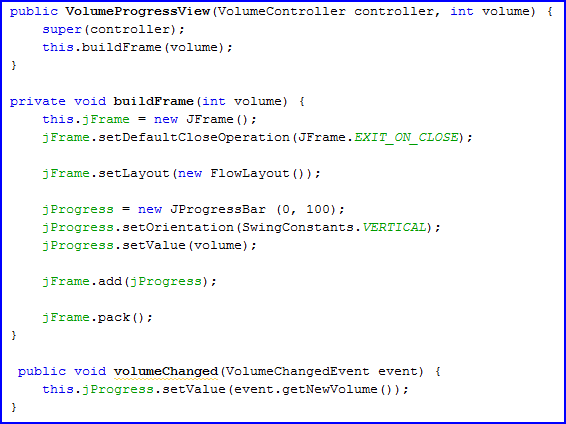 public VolumeProgressView(VolumeController controller, int volume) {
    super(controller);
    this.buildFrame(volume);
}

private void buildFrame(int volume) {
    this.jFrame = new JFrame();
    jFrame.setDefaultCloseOperation(JFrame.EXIT_ON_CLOSE);

    jFrame.setLayout(new FlowLayout());

    jProgress = new JProgressBar (0, 100);
    jProgress.setOrientation(SwingConstants.VERTICAL);
    jProgress.setValue(volume);

    jFrame.add(jProgress);

    jFrame.pack();
}

 public void volumeChanged(VolumeChangedEvent event) {
    this.jProgress.setValue(event.getNewVolume());
}